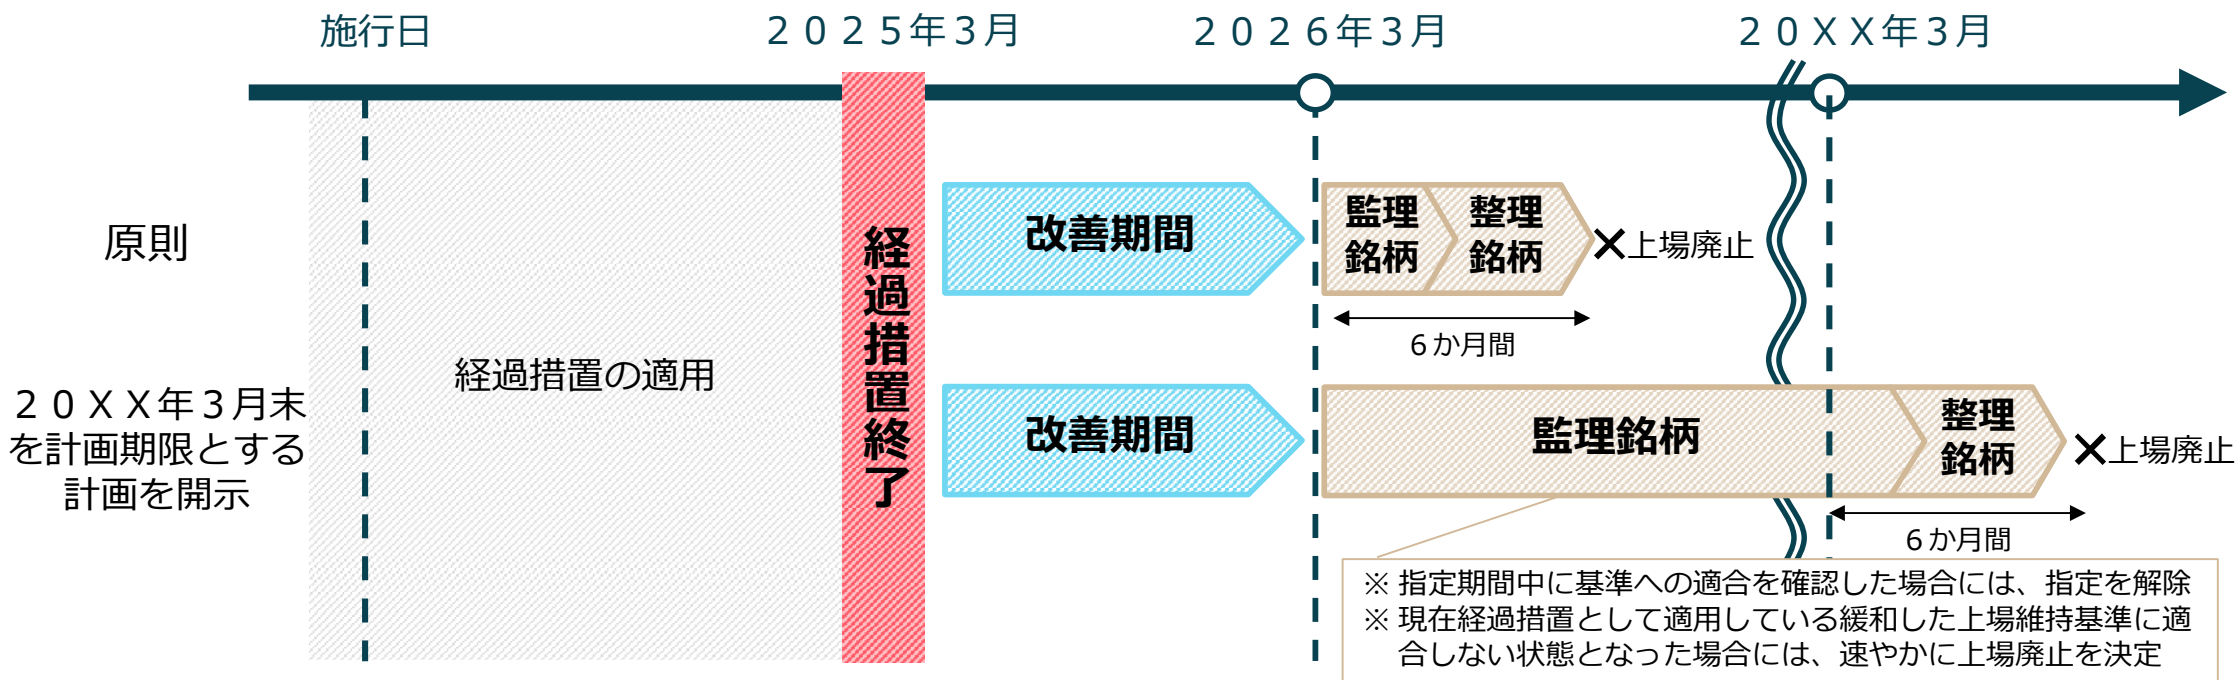 施行日
２０２５年３月
２０２６年３月
２０ＸＸ年３月
原則
経過措置の適用
経過措置終了
改善期間
監理
銘柄
整理
銘柄
上場廃止
６か月間
２０ＸＸ年３月末
を計画期限とする
計画を開示
改善期間
監理銘柄
整理
銘柄
上場廃止
６か月間
※ 指定期間中に基準への適合を確認した場合には、指定を解除
※ 現在経過措置として適用している緩和した上場維持基準に適
合しない状態となった場合には、速やかに上場廃止を決定